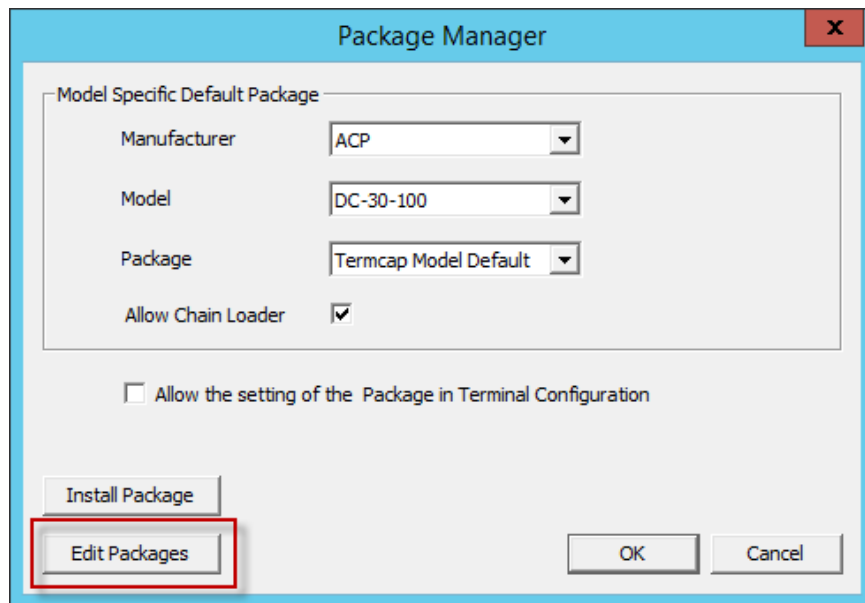 Package Manager
x
Model Specific Default Package
Manufacturer
ACP
Model
DC-30-100
Package
Termcap Model Default
Allow Chain Loader
Allow the setting of the Package in Terminal Configuration
Install Package
Edit Packages
OK
Cancel